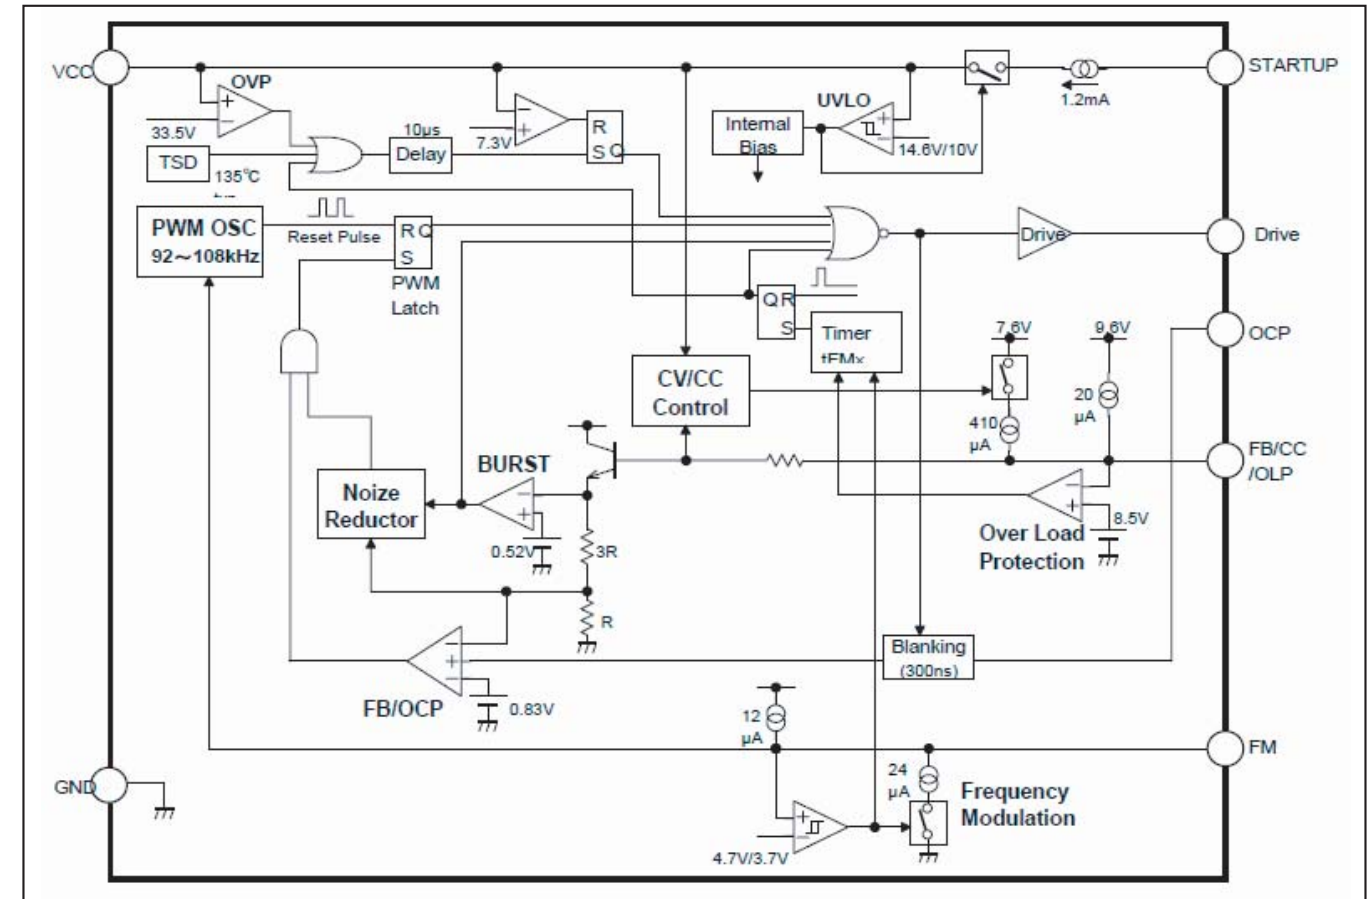 VCC
OVP
33.5V
TSD
135℃
10µs
Delay
7.3V
R
S Q
UVLO
Internal
Bias
14.6V/10V
1.2mA
STARTUP
PWM OSC
92～108kHz
Reset Pulse
R Q
S
PWM
Latch
Drive
Drive
Q R
S
Timer
7.6V
9.6V
OCP
CV/CC
Control
410
µA
20
µA
FB/CC
/OLP
BURST
Noize
Reductor
0.52V
3R
8.5V
Over Load
Protection
R
Blanking
(300ns)
FB/OCP
0.83V
12
µA
FM
GND
24
µA
Frequency
Modulation
4.7V/3.7V